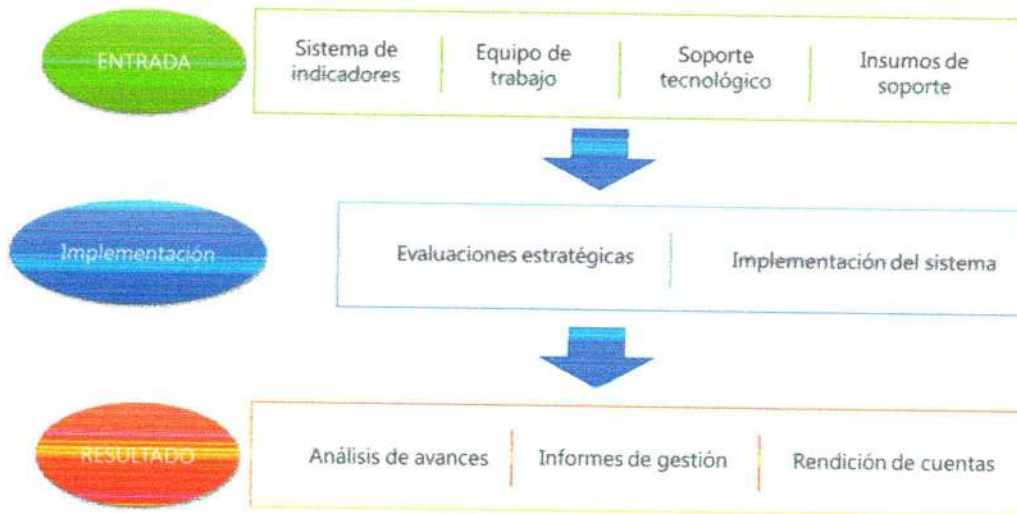 ENTRADA
Sistema de
indicadores
Equipo de
trabajo
Soporte
tecnológico
Insumos de
soporte
Implementación
Evaluaciones estratégicas
Implementación del sistema
RESULTADO
Análisis de avances
Informes de gestión
Rendición de cuentas